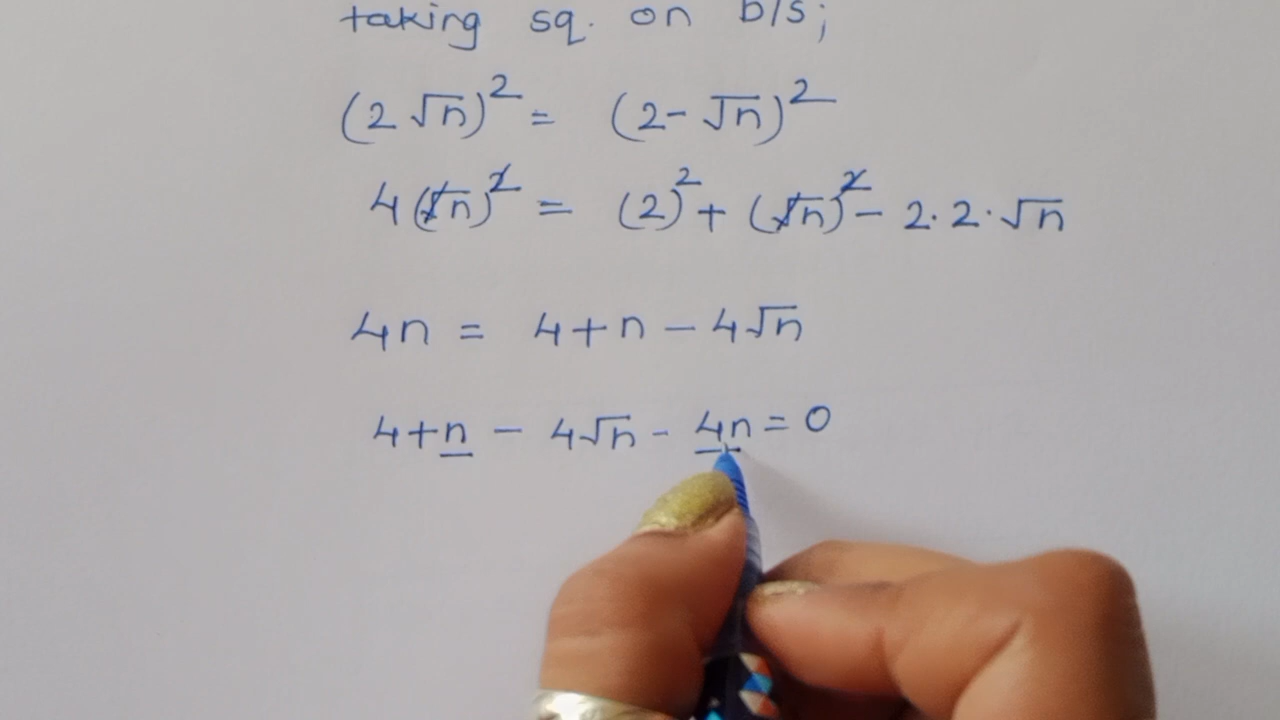 taking sq. on b/s;
(2√n)² = (2-√n)²
4(√n)² = (2)² + (√n)² - 2.2.√n
4n = 4+n-4√n
4+n - 4√n - 4n = 0